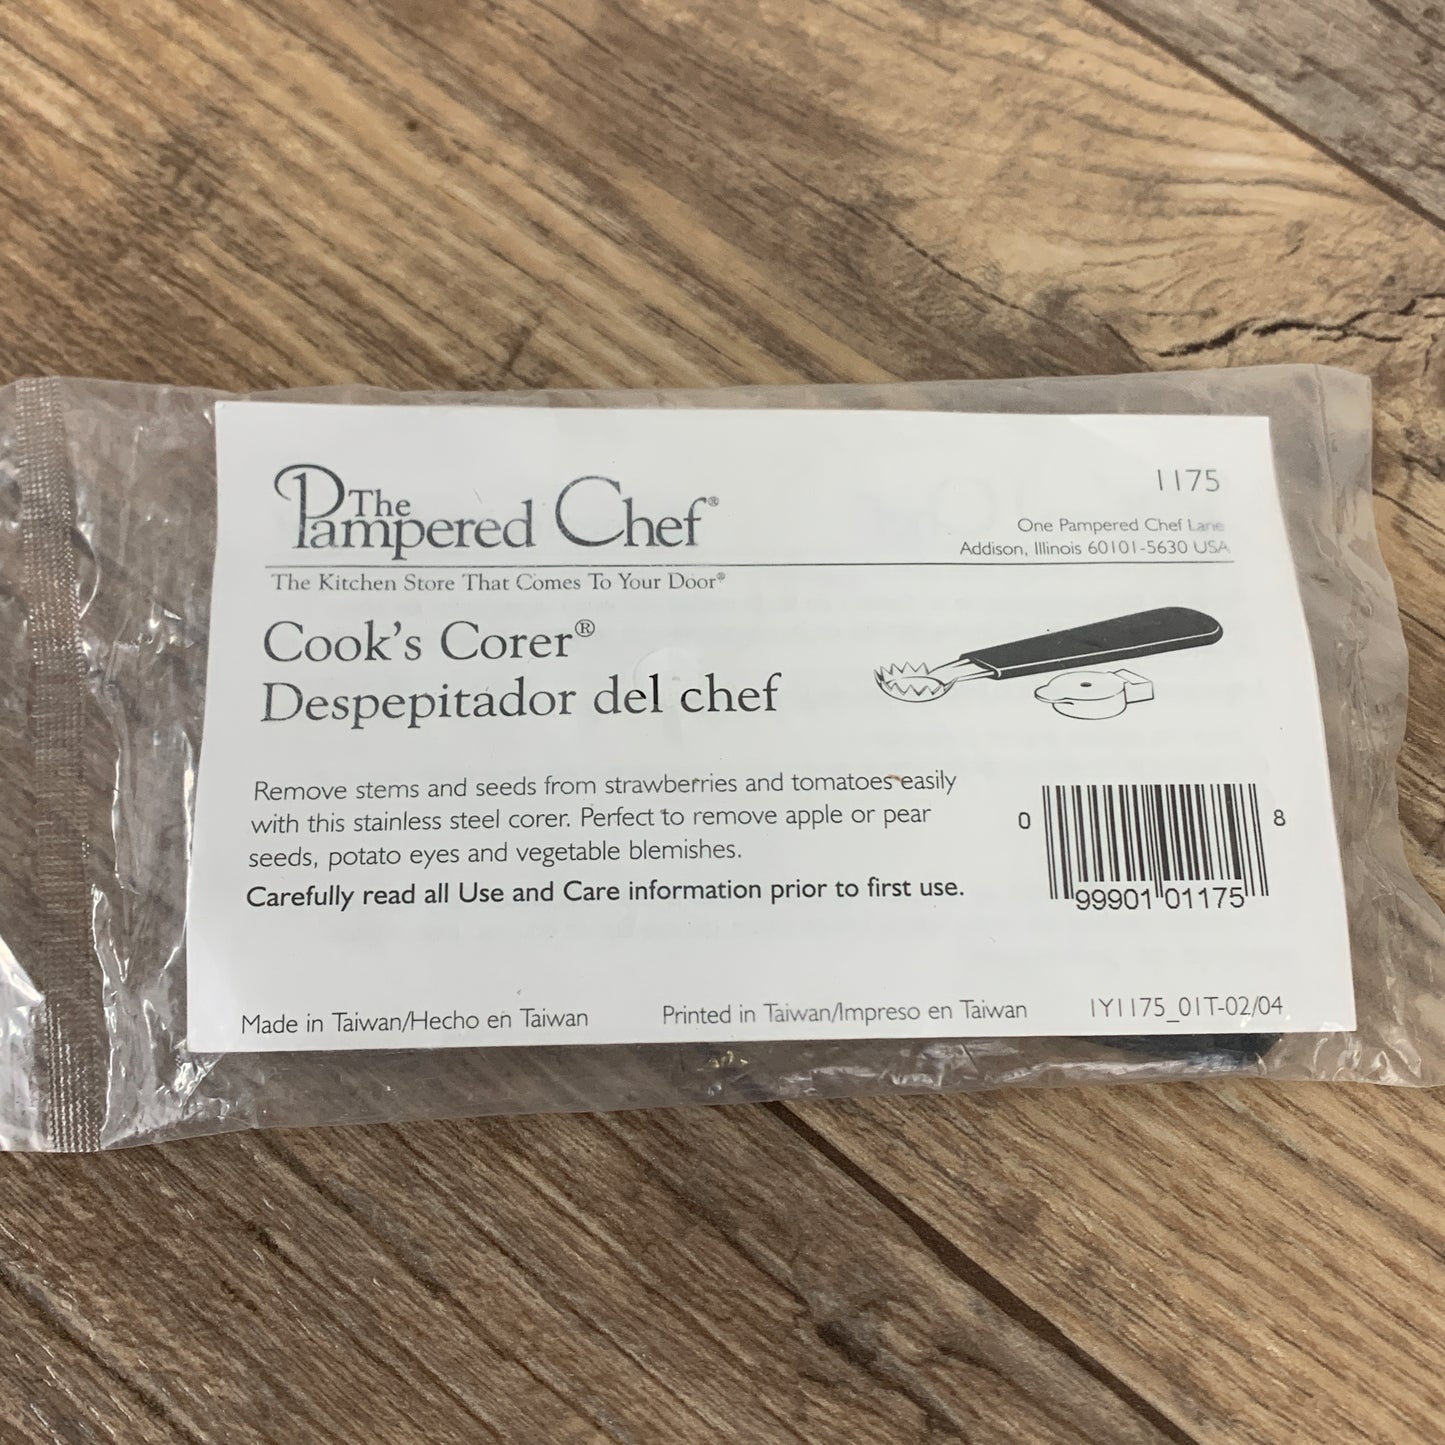 The
Pampered Chef®
1175
One Pampered Chef Lane
Addison, Illinois 60101-5630 USA
The Kitchen Store That Comes To Your Door®
Cook's Corer®
Despepitador del chef
Remove stems and seeds from strawberries and tomatoes easily
with this stainless steel corer. Perfect to remove apple or pear
seeds, potato eyes and vegetable blemishes.
Carefully read all Use and Care information prior to first use.
0 99901 01175 8
Made in Taiwan/Hecho en Taiwan
Printed in Taiwan/Impreso en Taiwan
IY1175_01T-02/04